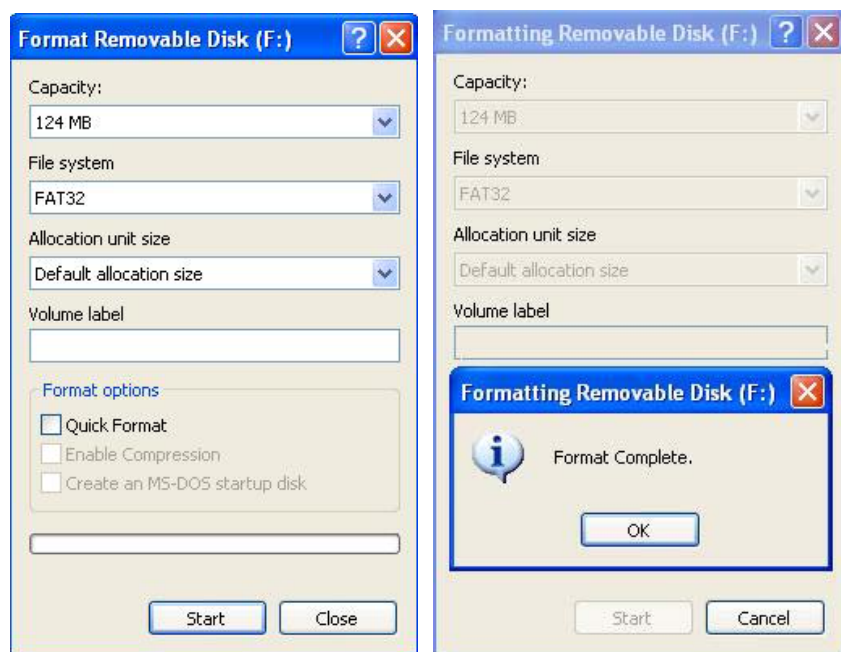 Format Removable Disk (F:)
Capacity:
124 MB
File system
FAT32
Allocation unit size
Default allocation size
Volume label
Format options
Quick Format
Enable Compression
Create an MS-DOS startup disk
Start
Close
Formatting Removable Disk (F:)
Capacity:
124 MB
File system
FAT32
Allocation unit size
Default allocation size
Volume label
Formatting Removable Disk (F:)
Format Complete.
OK
Start
Cancel